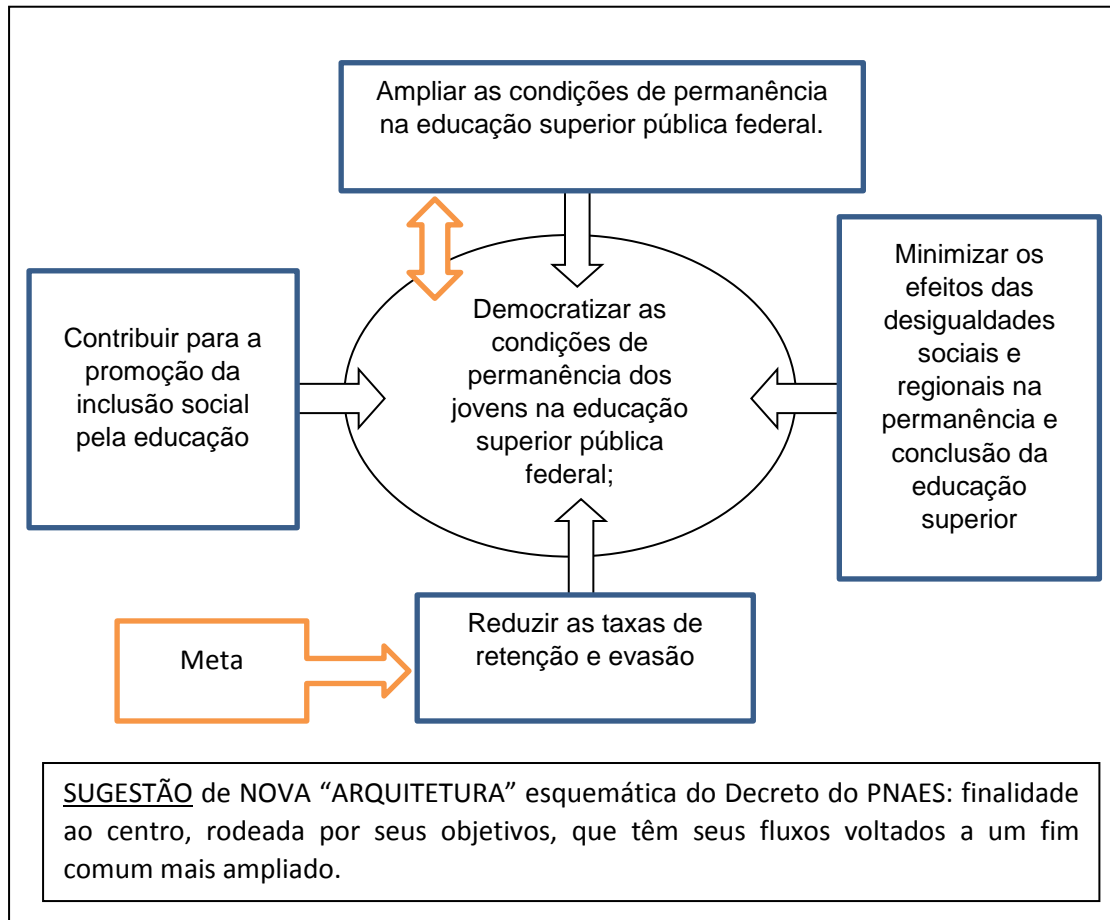 Ampliar as condições de permanência
na educação superior pública federal.
Contribuir para a
promoção da
inclusão social
pela educação
Democratizar as
condições de
permanência dos
jovens na educação
superior pública
federal;
Minimizar os
efeitos das
desigualdades
sociais e
regionais na
permanência e
conclusão da
educação
superior
Meta
Reduzir as taxas de
retenção e evasão
SUGESTÃO de NOVA “ARQUITETURA” esquemática do Decreto do PNAES: finalidade
ao centro, rodeada por seus objetivos, que têm seus fluxos voltados a um fim
comum mais ampliado.